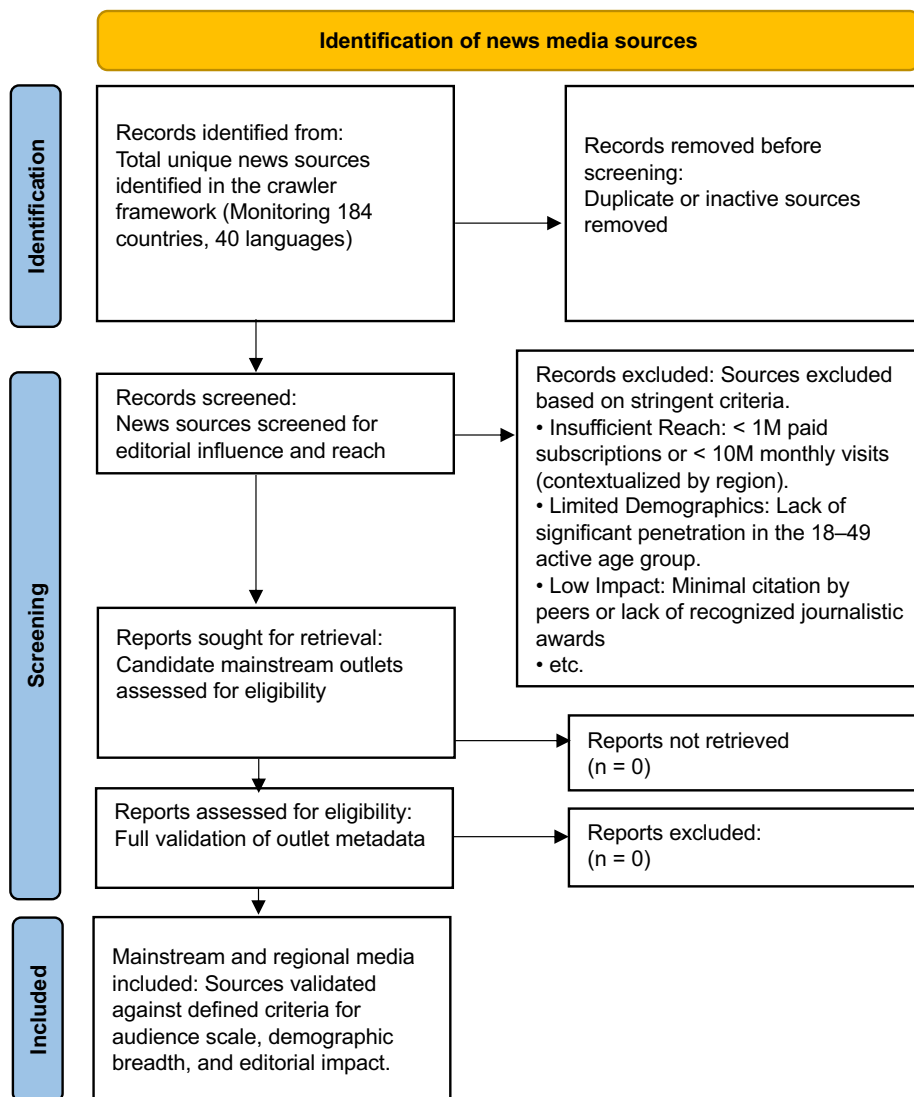 Identification of news media sources
Identification
Records identified from:
Total unique news sources
identified in the crawler
framework (Monitoring 184
countries, 40 languages)
Records removed before
screening:
Duplicate or inactive sources
removed
Screening
Records screened:
News sources screened for
editorial influence and reach
Records excluded: Sources excluded
based on stringent criteria.
• Insufficient Reach: < 1M paid
subscriptions or < 10M monthly visits
(contextualized by region).
• Limited Demographics: Lack of
significant penetration in the 18–49
active age group.
• Low Impact: Minimal citation by
peers or lack of recognized journalistic
awards
• etc.
Reports sought for retrieval:
Candidate mainstream outlets
assessed for eligibility
Reports not retrieved
(n = 0)
Reports assessed for eligibility:
Full validation of outlet metadata
Reports excluded:
(n = 0)
Included
Mainstream and regional media
included: Sources validated
against defined criteria for
audience scale, demographic
breadth, and editorial impact.